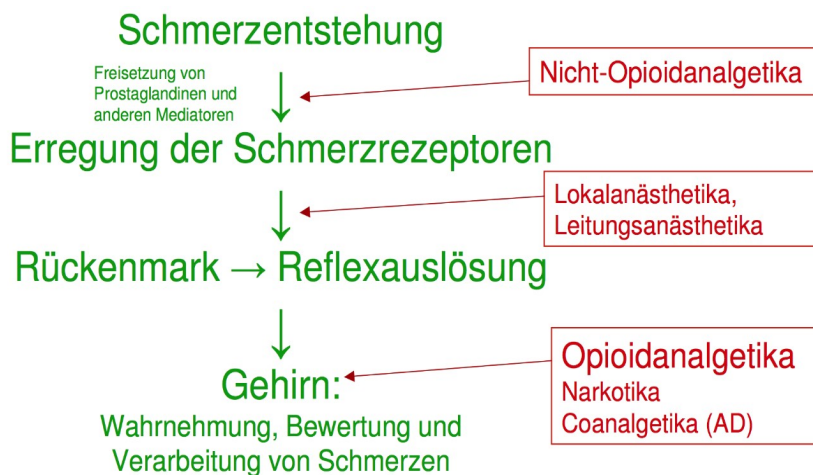 Schmerzentstehung
Freisetzung von
Prostaglandinen und
anderen Mediatoren
Nicht-Opioidanalgetika
Erregung der Schmerzrezeptoren
Lokalanästhetika,
Leitungsanästhetika
Rückenmark → Reflexauslösung
Opioidanalgetika
Narkotika
Coanalgetika (AD)
Gehirn:
Wahrnehmung, Bewertung und
Verarbeitung von Schmerzen